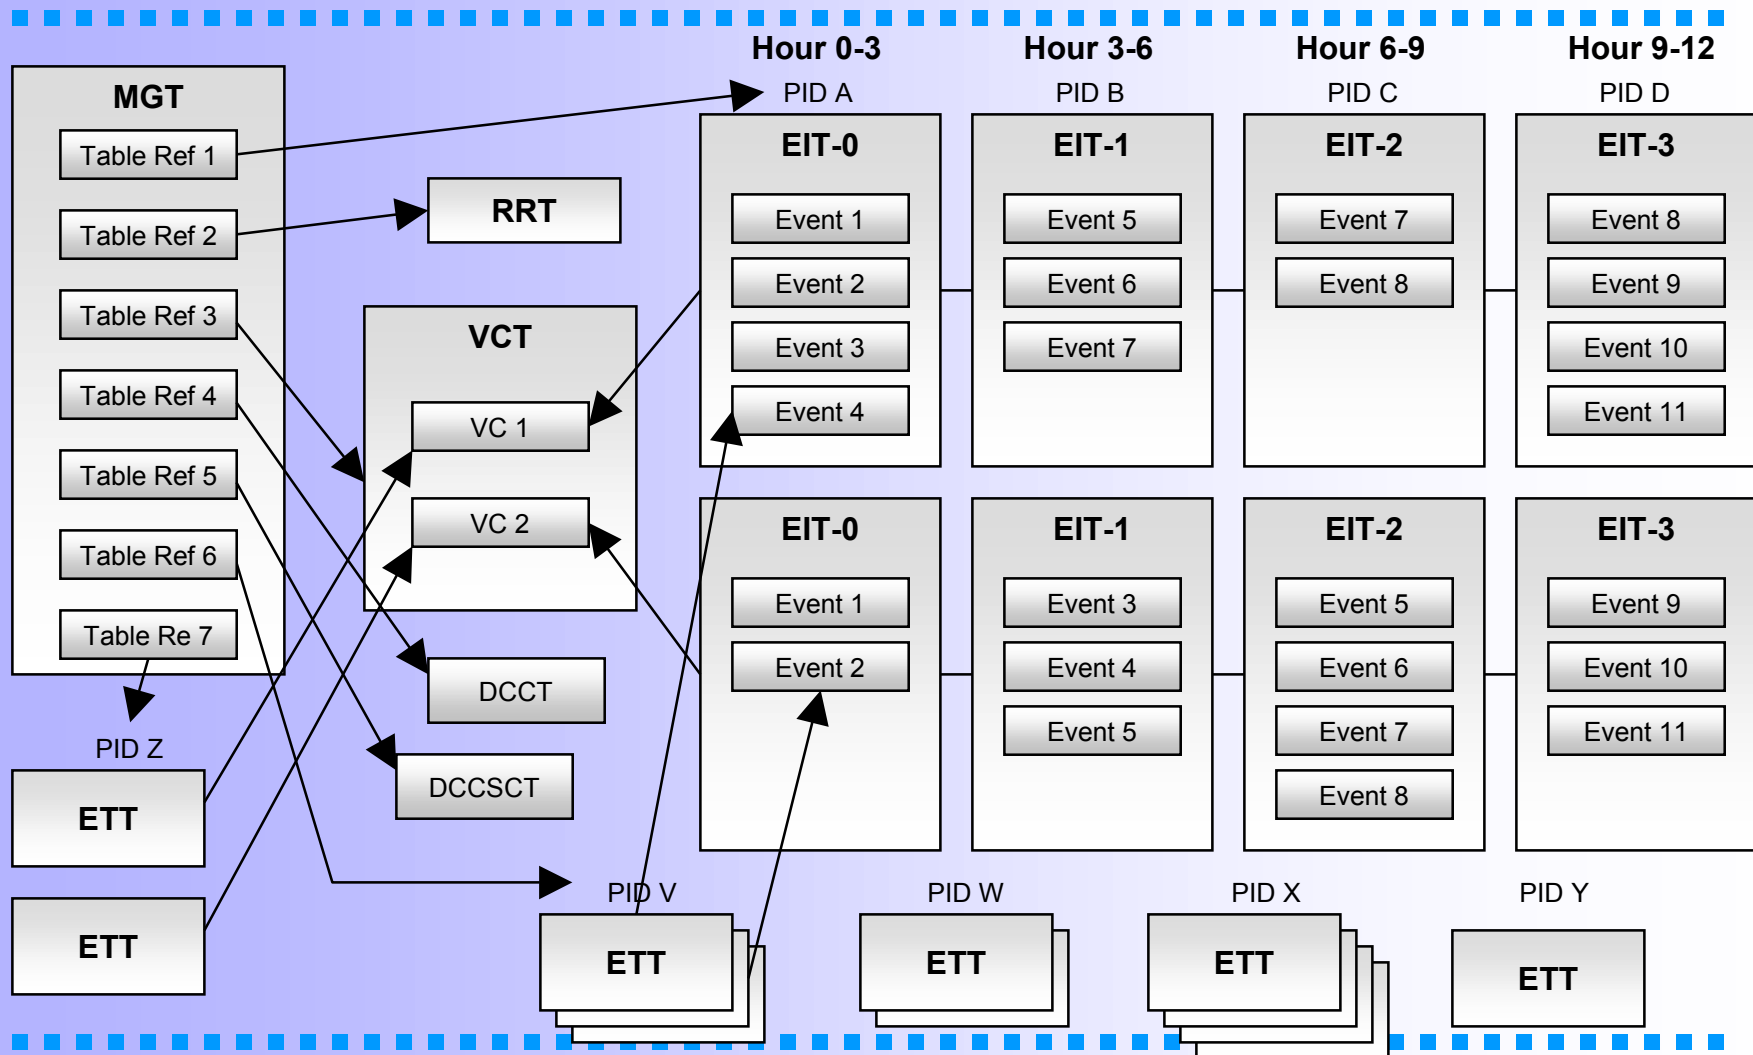 Hour 0-3 Hour 3-6 Hour 6-9 Hour 9-12
PID A PID B PID C PID D
MGT
Table Ref 1
Table Ref 2
Table Ref 3
Table Ref 4
Table Ref 5
Table Ref 6
Table Re 7
RRT
VCT
VC 1
VC 2
DCCT
DCCSCT
EIT-0
Event 1
Event 2
Event 3
Event 4
EIT-1
Event 5
Event 6
Event 7
EIT-2
Event 7
Event 8
EIT-3
Event 8
Event 9
Event 10
Event 11
EIT-0
Event 1
Event 2
EIT-1
Event 3
Event 4
Event 5
EIT-2
Event 5
Event 6
Event 7
Event 8
EIT-3
Event 9
Event 10
Event 11
PID Z
ETT
ETT
PID V PID W PID X PID Y
ETT ETT ETT ETT